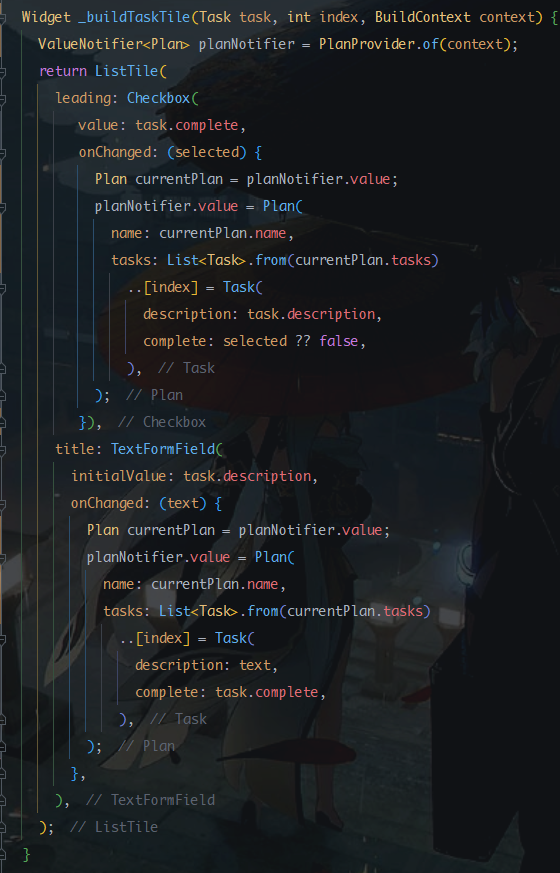 Widget _buildTaskTile(Task task, int index, BuildContext context) {
  ValueNotifier<Plan> planNotifier = PlanProvider.of(context);
  return ListTile(
    leading: Checkbox(
       value: task.complete,
       onChanged: (selected) {
         Plan currentPlan = planNotifier.value;
         planNotifier.value = Plan(
           name: currentPlan.name,
           tasks: List<Task>.from(currentPlan.tasks)
             ..[index] = Task(
               description: task.description,
               complete: selected ?? false,
             ), // Task
         ); // Plan
       }), // Checkbox
    title: TextFormField(
      initialValue: task.description,
      onChanged: (text) {
        Plan currentPlan = planNotifier.value;
        planNotifier.value = Plan(
          name: currentPlan.name,
          tasks: List<Task>.from(currentPlan.tasks)
            ..[index] = Task(
              description: text,
              complete: task.complete,
            ), // Task
        ); // Plan
      },
    ), // TextFormField
  ); // ListTile
}